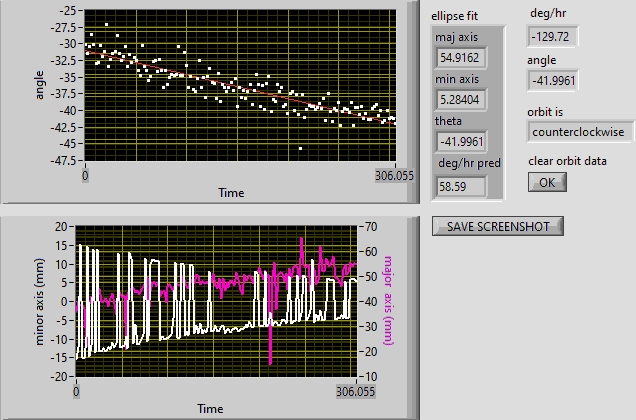 -25
-27.5
-30
-32.5
-35
-37.5
-40
-42.5
-45
-47.5
angle
0
306.055
Time
ellipse fit
maj axis
54.9162
min axis
5.28404
theta
-41.9961
deg/hr pred
58.59
deg/hr
-129.72
angle
-41.9961
orbit is
counterclockwise
clear orbit data
OK
SAVE SCREENSHOT
20
15
10
5
0
-5
-10
-15
-20
minor axis (mm)
70
60
50
40
30
20
10
major axis (mm)
0
306.055
Time